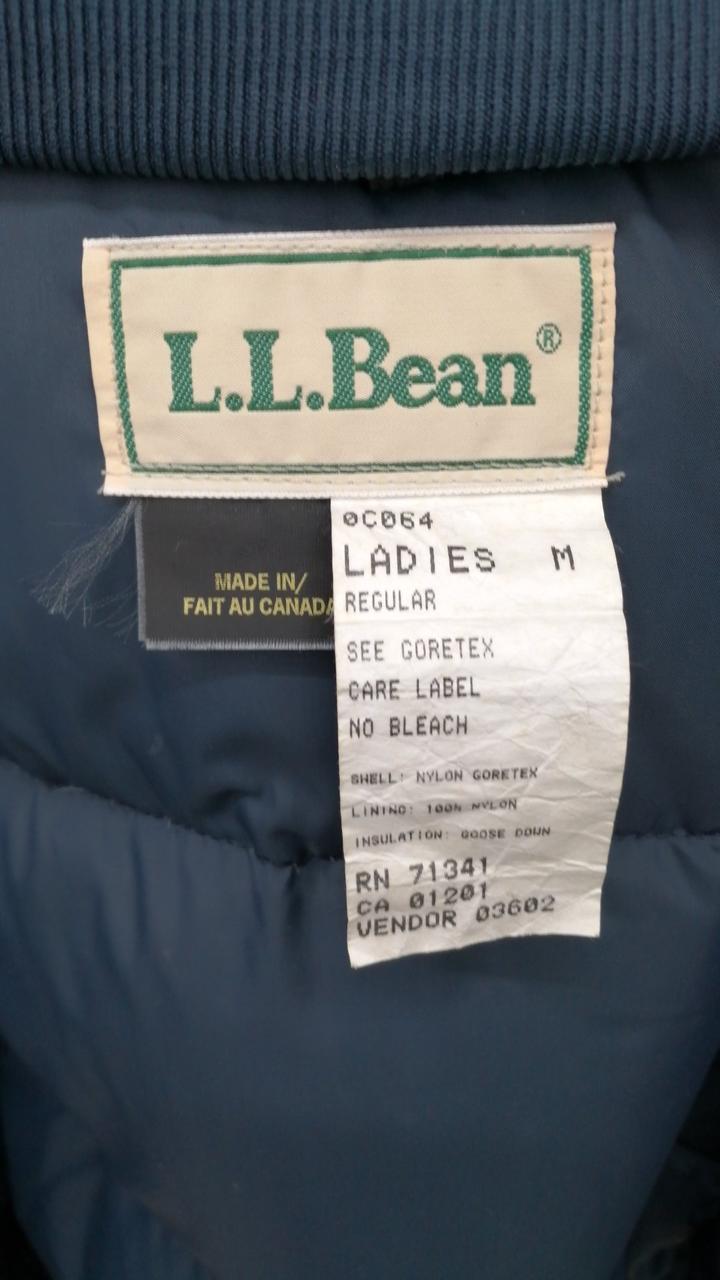 L.L.Bean®
MADE IN/
FAIT AU CANADA
0C064
LADIES M
REGULAR
SEE GORETEX
CARE LABEL
NO BLEACH
SHELL: NYLON GORETEX
LINING: 100% NYLON
INSULATION: GOOSE DOWN
RN 71341
CA 01201
VENDOR 03602